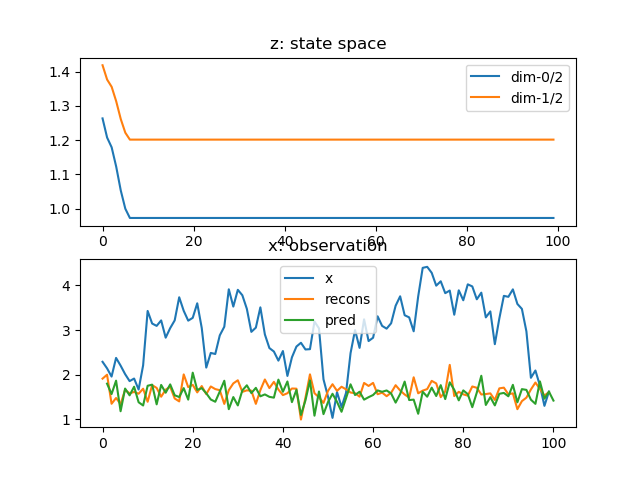 z: state space
1.4
1.3
1.2
1.1
1.0
dim-0/2
dim-1/2
0 20 40 60 80 100
x: observation
4
3
2
1
x
recons
pred
0 20 40 60 80 100